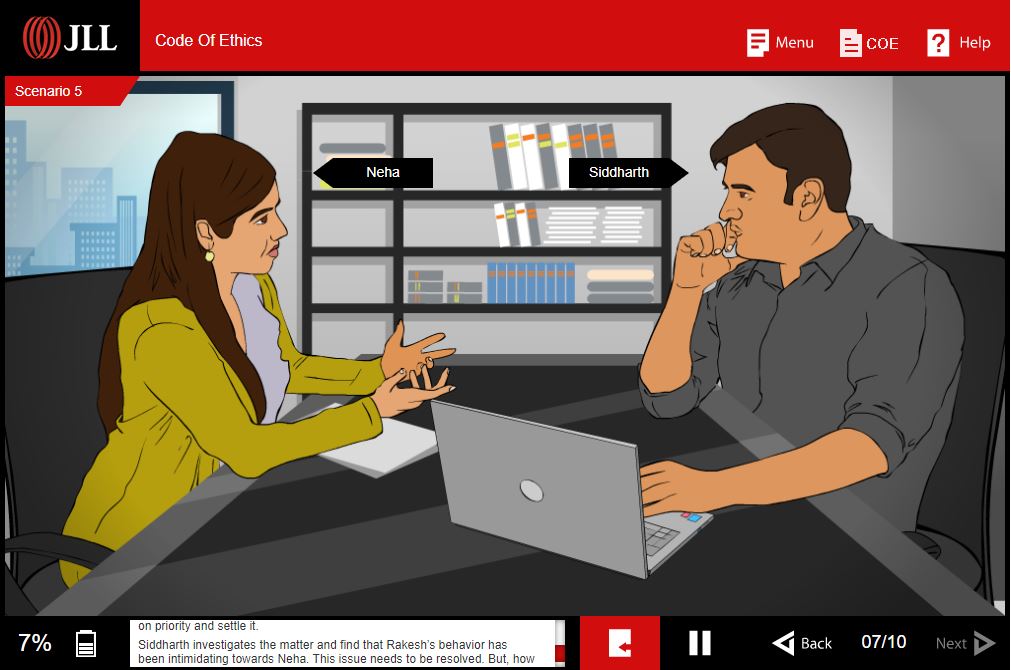 JLL
Code Of Ethics
Menu
COE
? Help
Scenario 5
Neha
Siddharth
7%
on priority and settle it.
Siddharth investigates the matter and find that Rakesh's behavior has
been intimidating towards Neha. This issue needs to be resolved. But, how
Back
07/10
Next